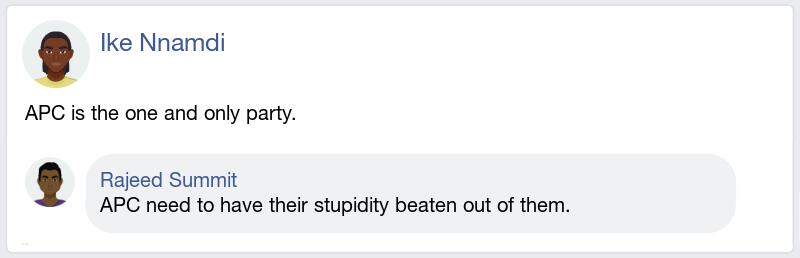 Ike Nnamdi
APC is the one and only party.
Rajeed Summit
APC need to have their stupidity beaten out of them.